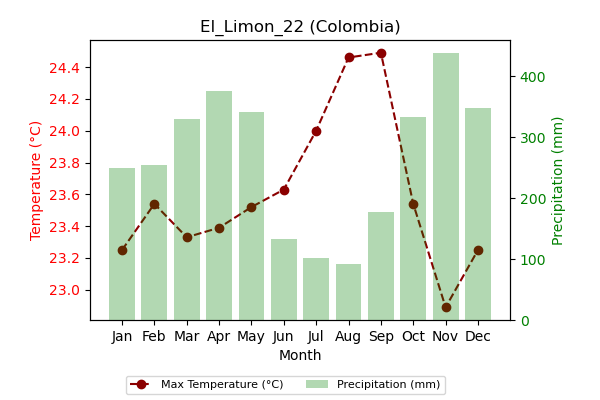 El_Limon_22 (Colombia)
Temperature (°C)
24.4
24.2
24.0
23.8
23.6
23.4
23.2
23.0
400
300
200
100
0
Precipitation (mm)
Jan Feb Mar Apr May Jun Jul Aug Sep Oct Nov Dec
Month
Max Temperature (°C) Precipitation (mm)